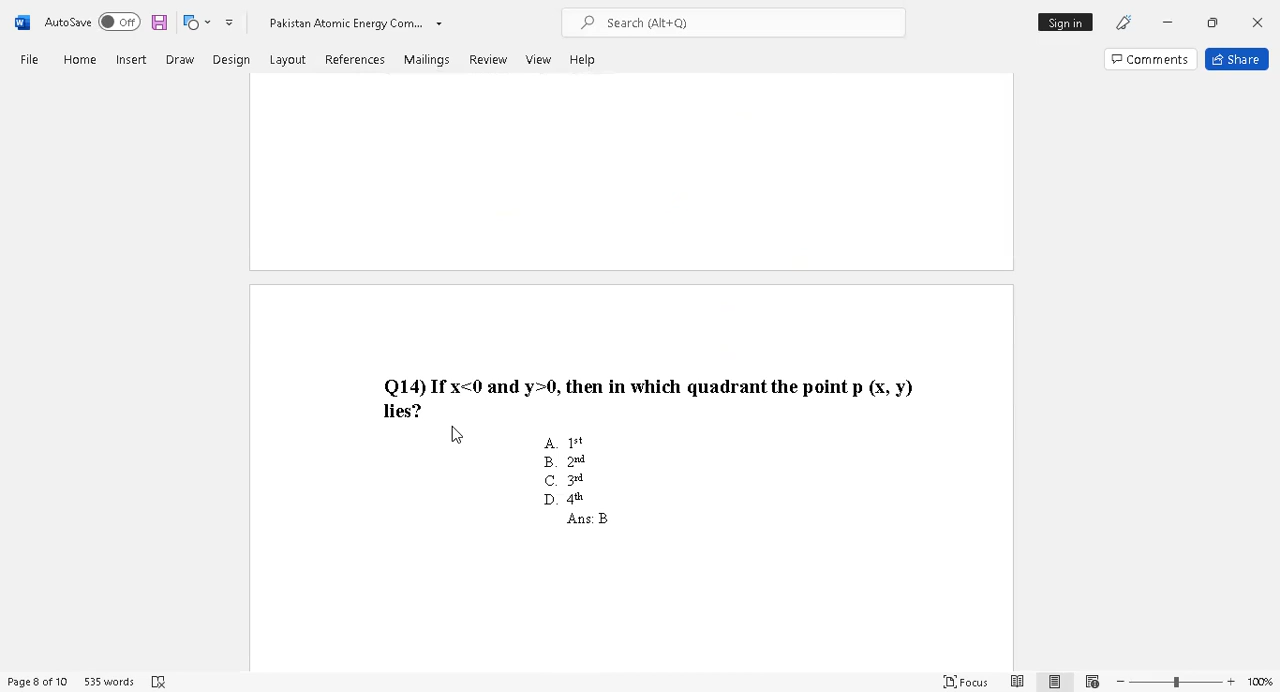 AutoSave Off Pakistan Atomic Energy Com... Search (Alt+Q) Sign in
File Home Insert Draw Design Layout References Mailings Review View Help Comments Share
Q14) If x<0 and y>0, then in which quadrant the point p (x, y)
lies?
A. 1st
B. 2nd
C. 3rd
D. 4th
Ans: B
Page 8 of 10 535 words Focus 100%